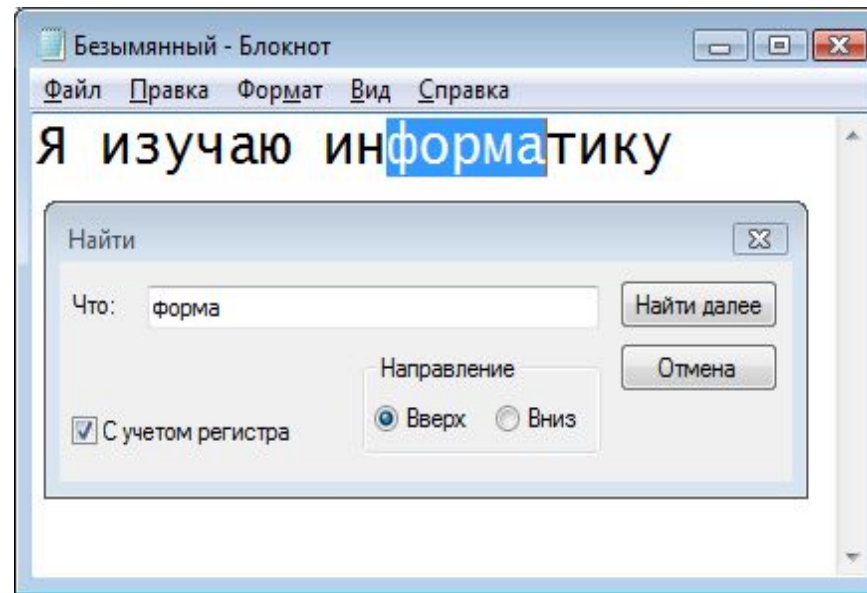 Безымянный - Блокнот
Файл Правка Формат Вид Справка
Я изучаю информатику
Найти
Что: форма Найти далее
Направление Отмена
С учетом регистра Вверх Вниз